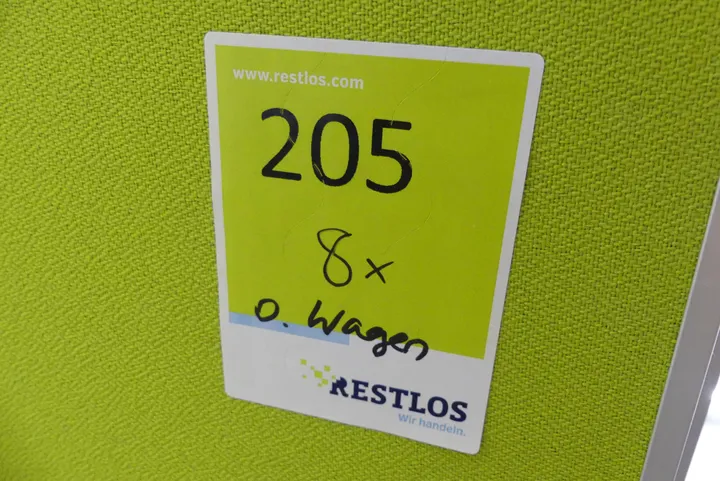 www.restlos.com
205
8x
o. Wagen
RESTLOS
Wir handeln.